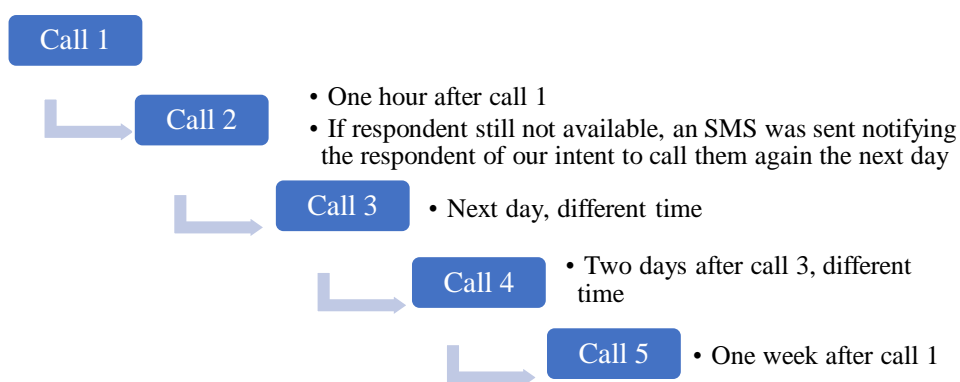 Call 1
Call 2
• One hour after call 1
• If respondent still not available, an SMS was sent notifying
the respondent of our intent to call them again the next day
Call 3
• Next day, different time
Call 4
• Two days after call 3, different
time
Call 5
• One week after call 1